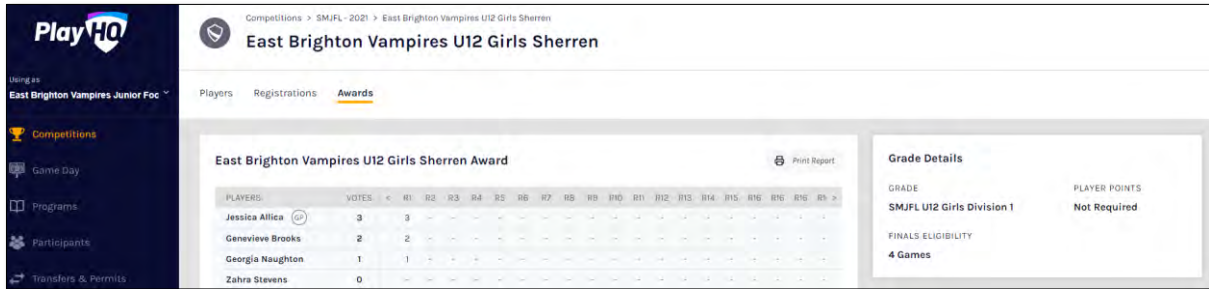 PlayHQ
Using as
East Brighton Vampires Junior Foc
Competitions
Game Day
Programs
Participants
Transfers & Permits
Competitions > SMJFL - 2021 > East Brighton Vampires U12 Girls Sherren
East Brighton Vampires U12 Girls Sherren
Players Registrations Awards
East Brighton Vampires U12 Girls Sherren Award
Print Report
PLAYERS VOTES < R1 R2 R3 R4 R5 R6 R7 R8 R9 R10 R11 R12 R13 R14 R15 R16 R16 R16 >
Jessica Allica GP 3 3 - - - - - - - - - - - - - - - - -
Genevieve Brooks 2 2 - - - - - - - - - - - - - - - - -
Georgia Naughton 1 1 - - - - - - - - - - - - - - - - -
Zahra Stevens 0 - - - - - - - - - - - - - - - - - -
Grade Details
GRADE PLAYER POINTS
SMJFL U12 Girls Division 1 Not Required
FINALS ELIGIBILITY
4 Games